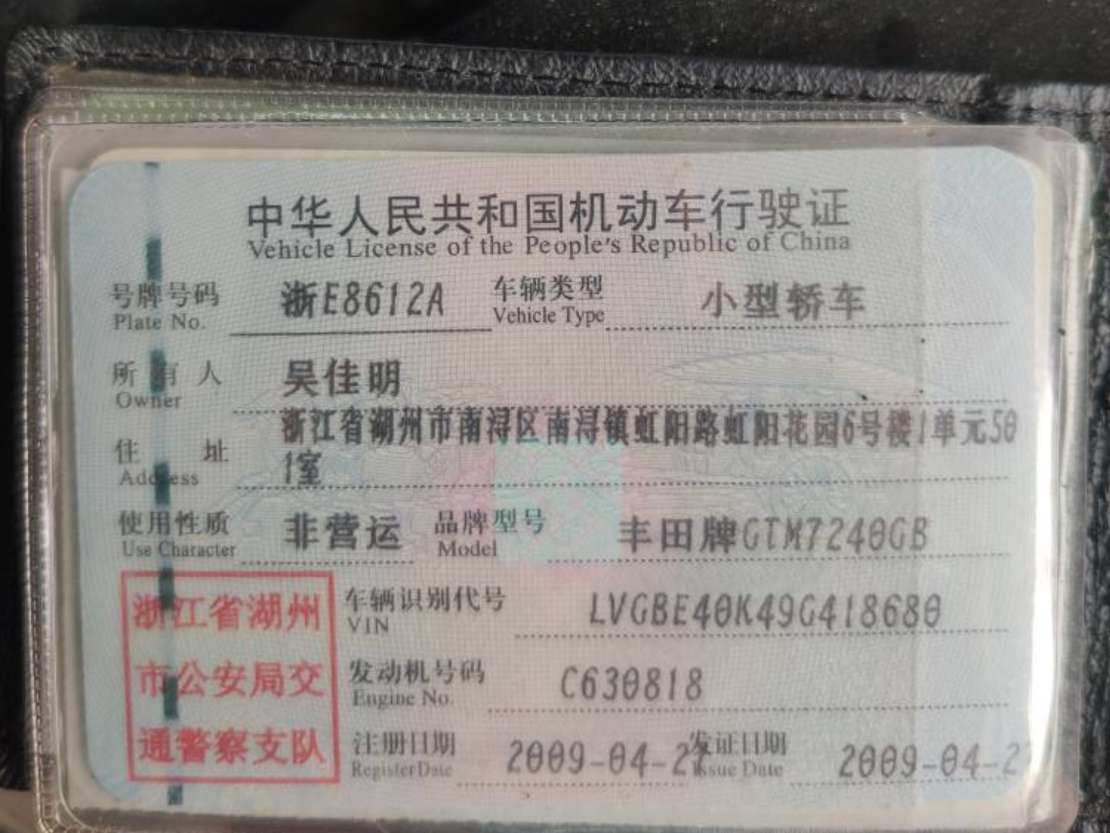 中华人民共和国机动车行驶证
Vehicle License of the People's Republic of China
号牌号码 浙E8612A 车辆类型 小型轿车
Plate No. Vehicle Type
所有人 吴佳明
Owner
浙江省湖州市南浔区南浔镇虹阳路虹阳花园6号楼1单元50
住址 1室
Address
使用性质 非营运 品牌型号 丰田牌GTM7240GB
Use Character Model
浙江省湖州 车辆识别代号 LVGBE40K49G418680
VIN
市公安局交 发动机号码 C630818
Engine No.
通警察支队 注册日期 2009-04-27 发证日期 2009-04-2
RegisterDate Issue Date